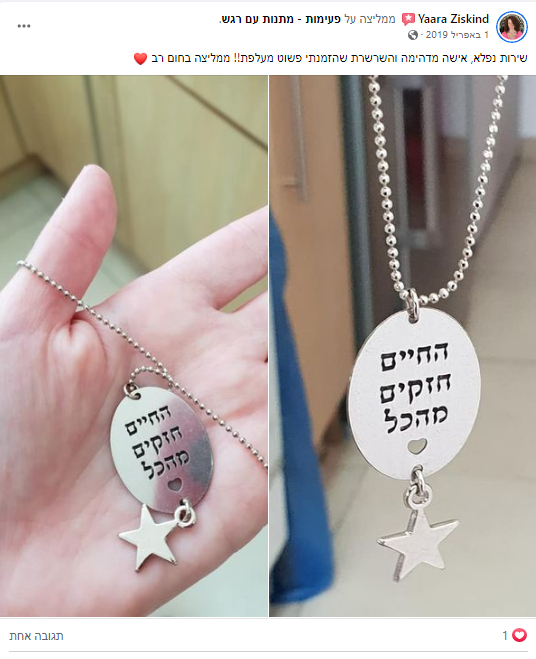 Yaara Ziskind ממליצה על פעימות - מתנות עם רגש.
1 באפריל 2019
שירות נפלא, אישה מדהימה והשרשרת שהזמנתי פשוט מעלפת!! ממליצה בחום רב ❤️
החיים
חזקים
מהכל
החיים
חזקים
מהכל
1
תגובה אחת